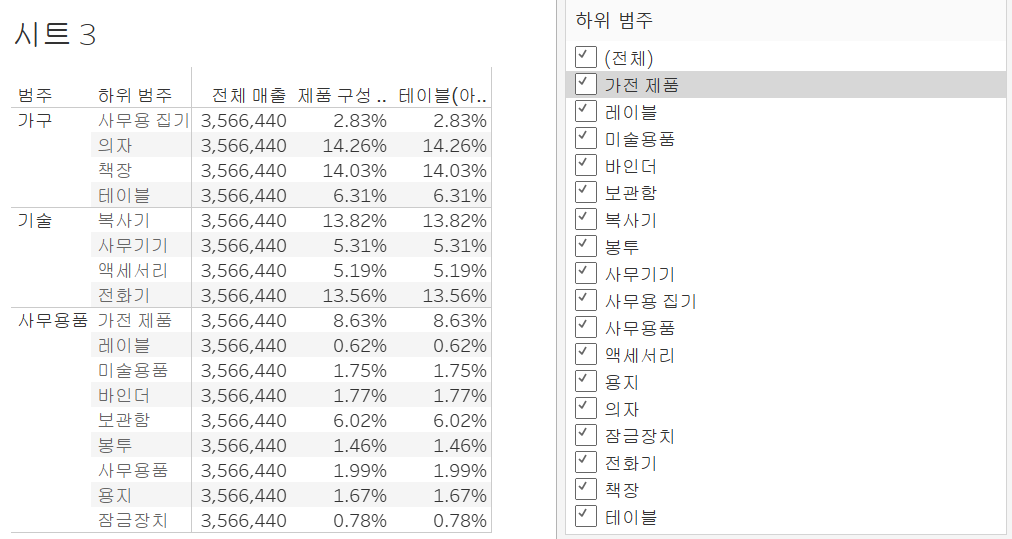 시트 3
범주 하위 범주 전체 매출 제품 구성 .. 테이블(아..
가구 사무용 집기 3,566,440 2.83% 2.83%
의자 3,566,440 14.26% 14.26%
책장 3,566,440 14.03% 14.03%
테이블 3,566,440 6.31% 6.31%
기술 복사기 3,566,440 13.82% 13.82%
사무기기 3,566,440 5.31% 5.31%
액세서리 3,566,440 5.19% 5.19%
전화기 3,566,440 13.56% 13.56%
사무용품 가전 제품 3,566,440 8.63% 8.63%
레이블 3,566,440 0.62% 0.62%
미술용품 3,566,440 1.75% 1.75%
바인더 3,566,440 1.77% 1.77%
보관함 3,566,440 6.02% 6.02%
봉투 3,566,440 1.46% 1.46%
사무용품 3,566,440 1.99% 1.99%
용지 3,566,440 1.67% 1.67%
잠금장치 3,566,440 0.78% 0.78%
하위 범주
(전체)
가전 제품
레이블
미술용품
바인더
보관함
복사기
봉투
사무기기
사무용 집기
사무용품
액세서리
용지
의자
잠금장치
전화기
책장
테이블